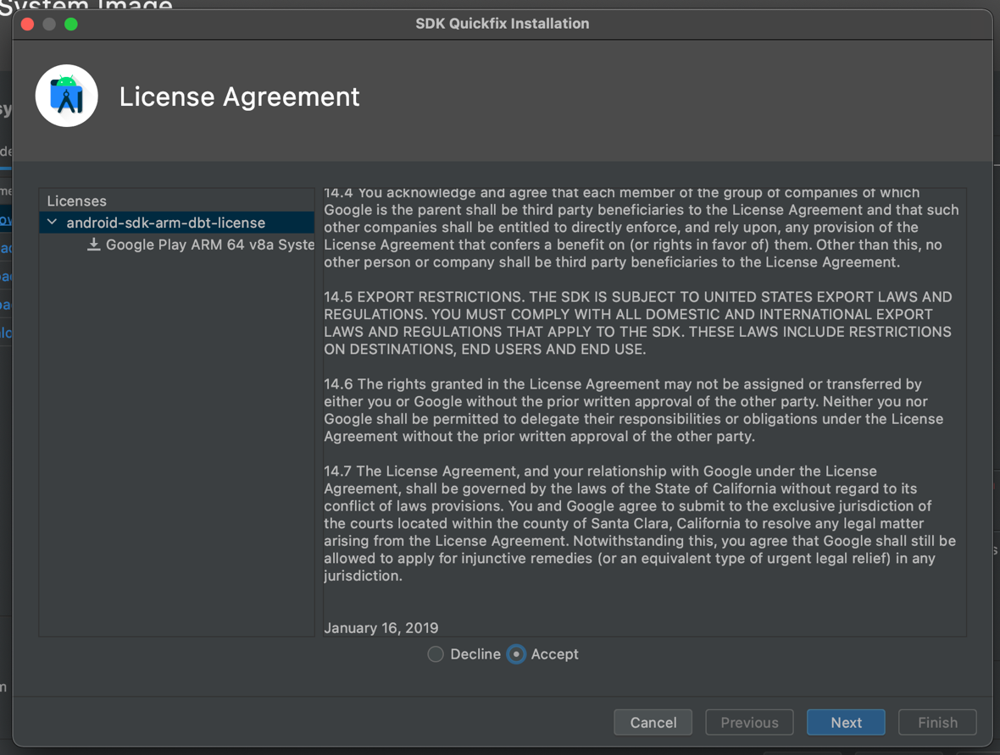 System Image
SDK Quickfix Installation
License Agreement
Licenses
android-sdk-arm-dbt-license
Google Play ARM 64 v8a Syste
14.4 You acknowledge and agree that each member of the group of companies of which
Google is the parent shall be third party beneficiaries to the License Agreement and that such
other companies shall be entitled to directly enforce, and rely upon, any provision of the
License Agreement that confers a benefit on (or rights in favor of) them. Other than this, no
other person or company shall be third party beneficiaries to the License Agreement.
14.5 EXPORT RESTRICTIONS. THE SDK IS SUBJECT TO UNITED STATES EXPORT LAWS AND
REGULATIONS. YOU MUST COMPLY WITH ALL DOMESTIC AND INTERNATIONAL EXPORT
LAWS AND REGULATIONS THAT APPLY TO THE SDK. THESE LAWS INCLUDE RESTRICTIONS
ON DESTINATIONS, END USERS AND END USE.
14.6 The rights granted in the License Agreement may not be assigned or transferred by
either you or Google without the prior written approval of the other party. Neither you nor
Google shall be permitted to delegate their responsibilities or obligations under the License
Agreement without the prior written approval of the other party.
14.7 The License Agreement, and your relationship with Google under the License
Agreement, shall be governed by the laws of the State of California without regard to its
conflict of laws provisions. You and Google agree to submit to the exclusive jurisdiction of
the courts located within the county of Santa Clara, California to resolve any legal matter
arising from the License Agreement. Notwithstanding this, you agree that Google shall still be
allowed to apply for injunctive remedies (or an equivalent type of urgent legal relief) in any
jurisdiction.
January 16, 2019
Decline Accept
Cancel Previous Next Finish